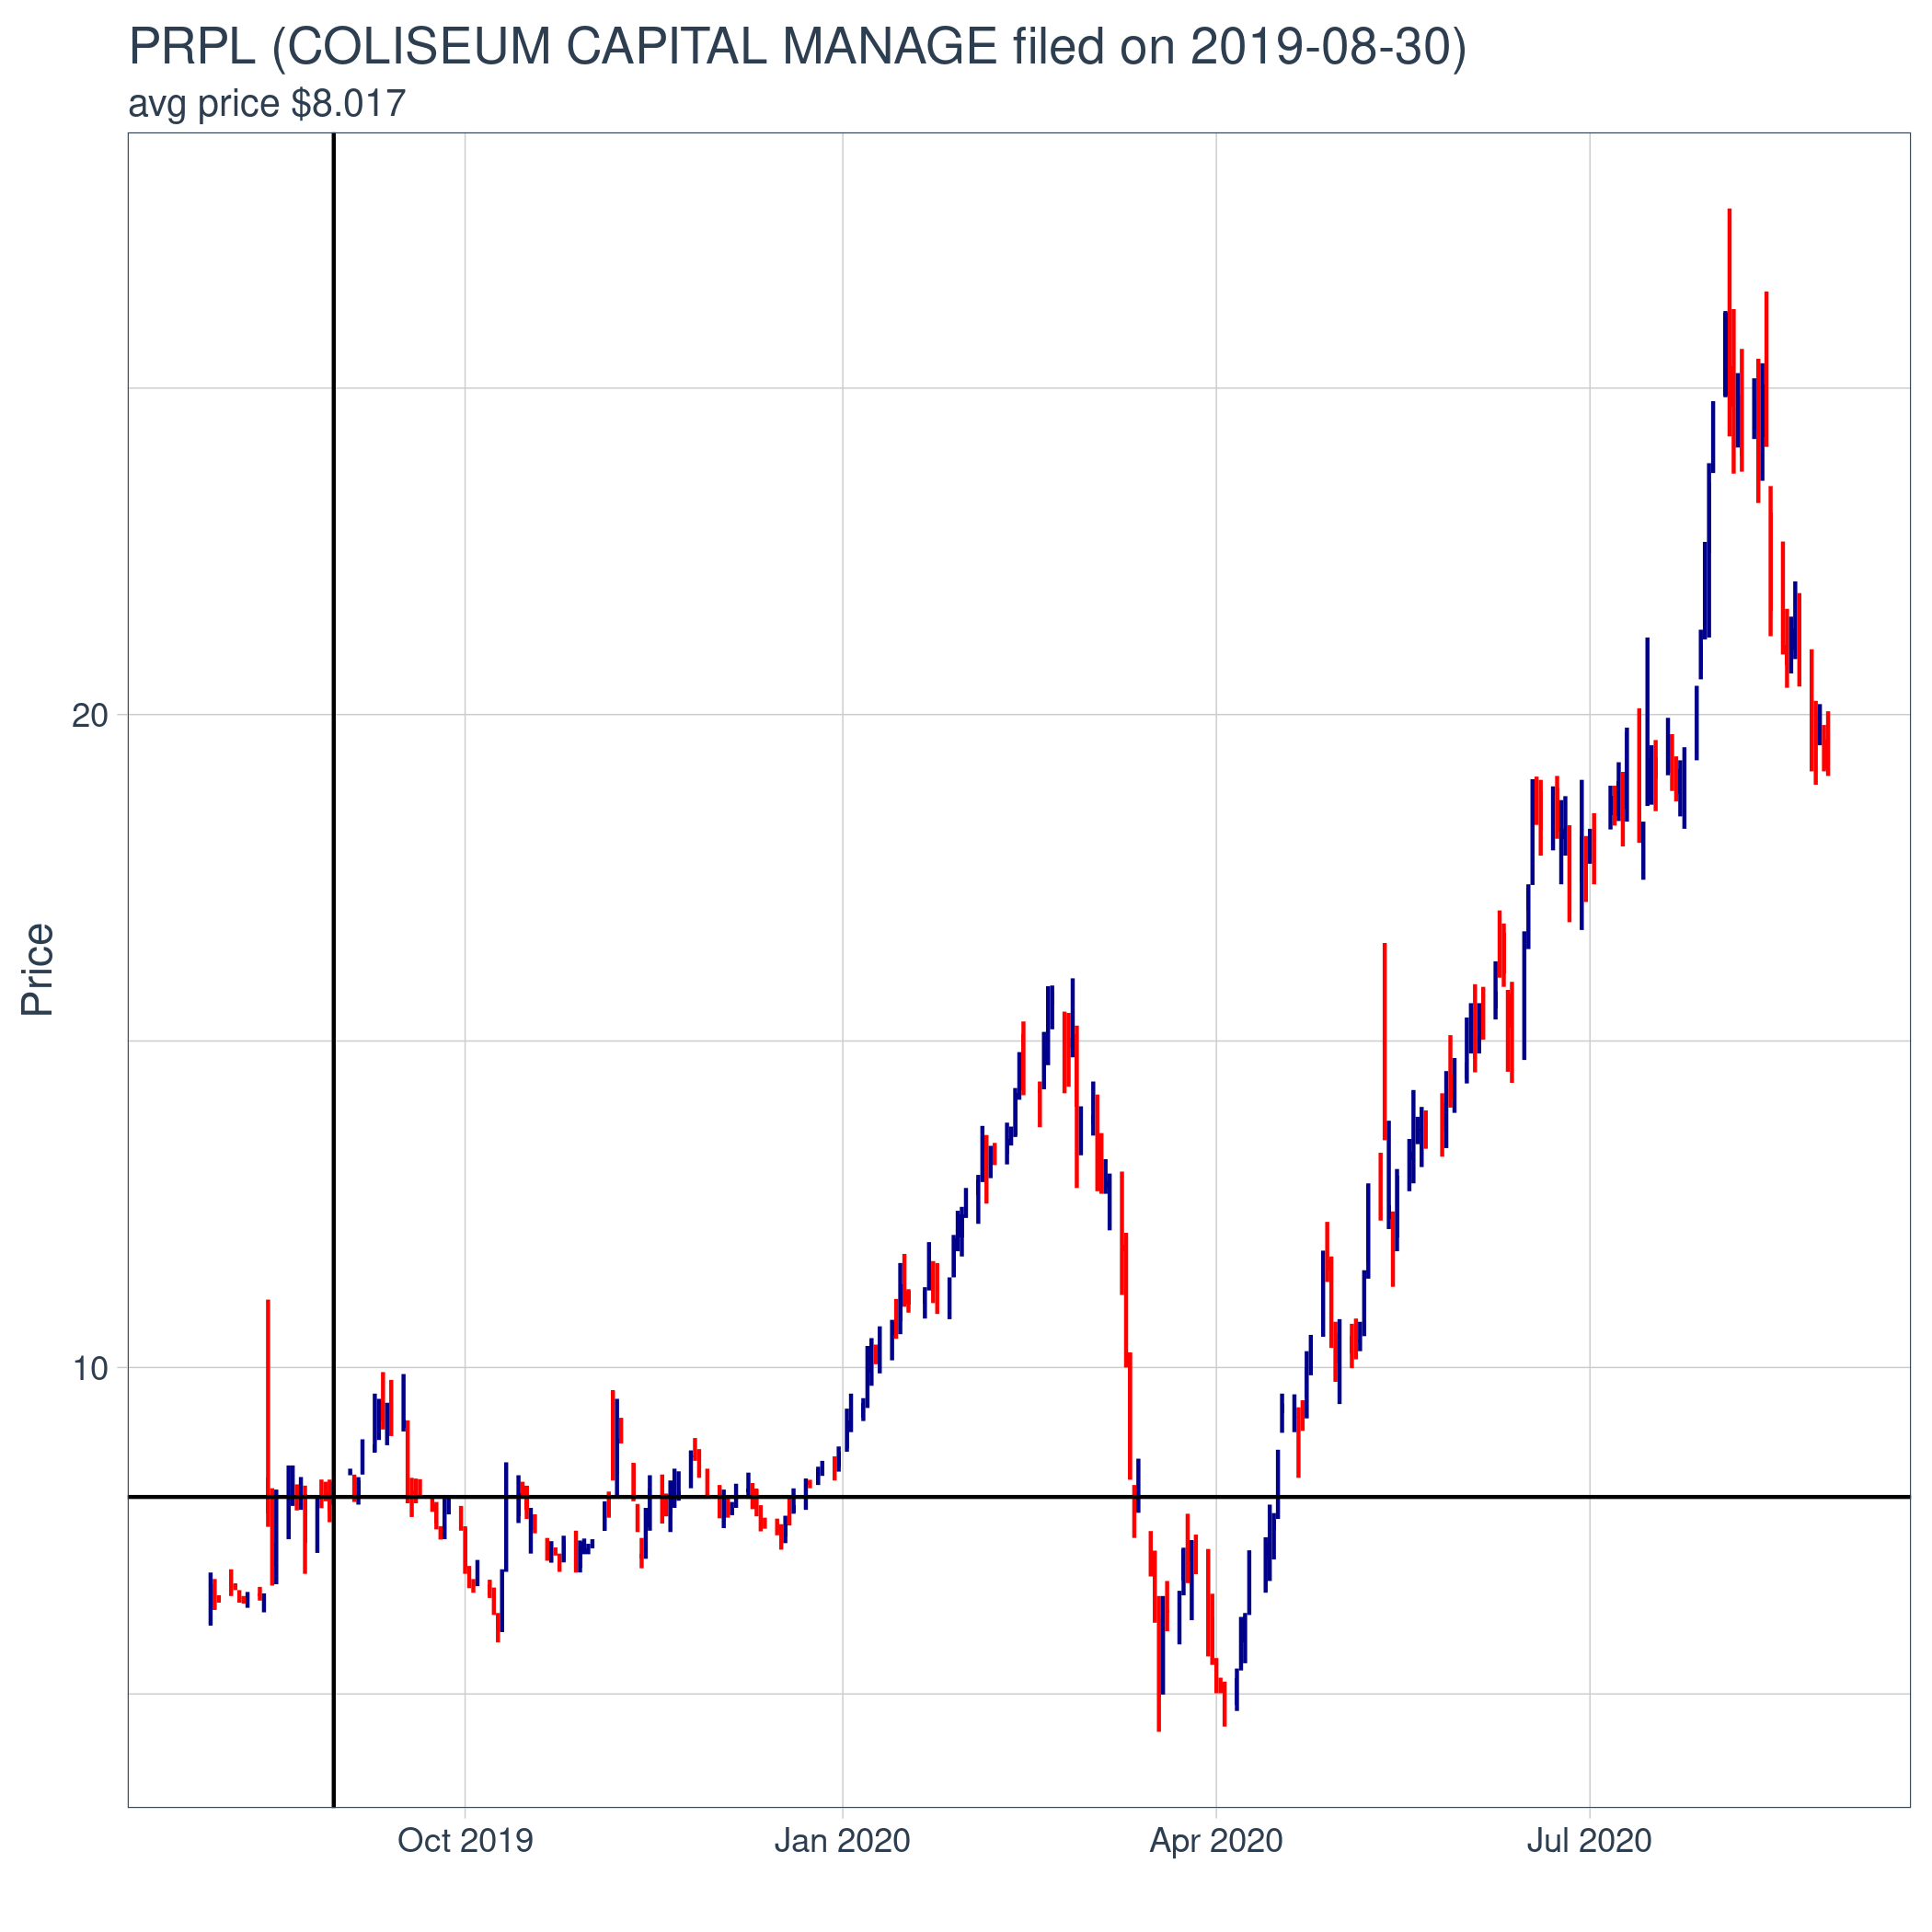 PRPL (COLISEUM CAPITAL MANAGE filed on 2019-08-30)
avg price $8.017
Price
20
10
Oct 2019
Jan 2020
Apr 2020
Jul 2020